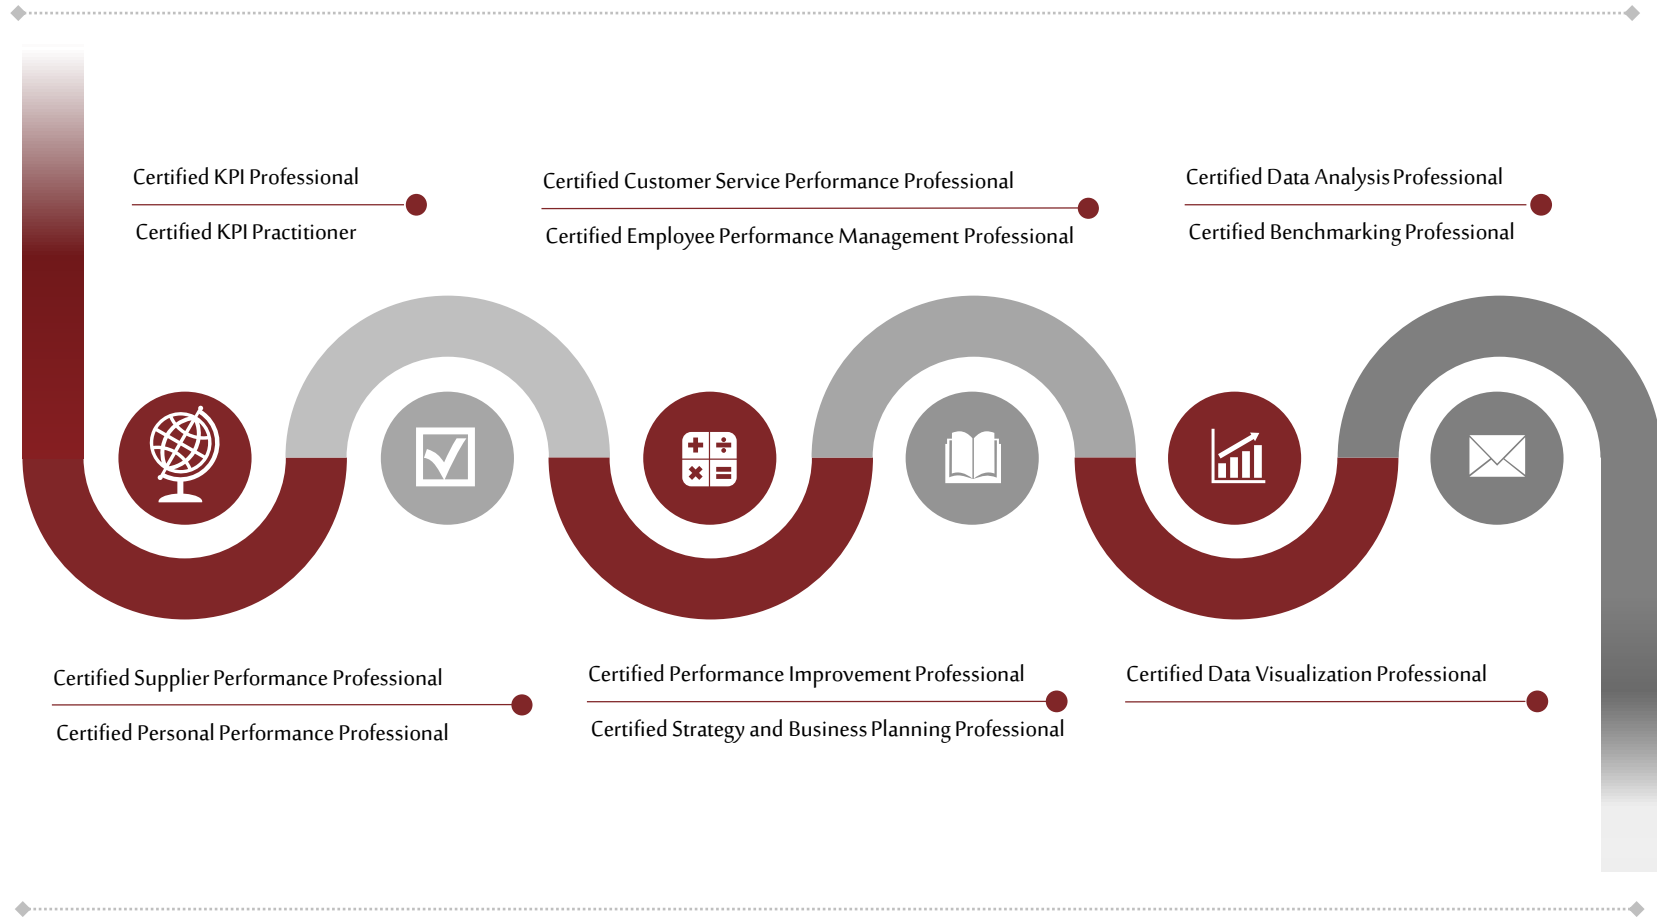 Certified KPI Professional
Certified KPI Practitioner
Certified Customer Service Performance Professional
Certified Employee Performance Management Professional
Certified Data Analysis Professional
Certified Benchmarking Professional
Certified Supplier Performance Professional
Certified Personal Performance Professional
Certified Performance Improvement Professional
Certified Strategy and Business Planning Professional
Certified Data Visualization Professional